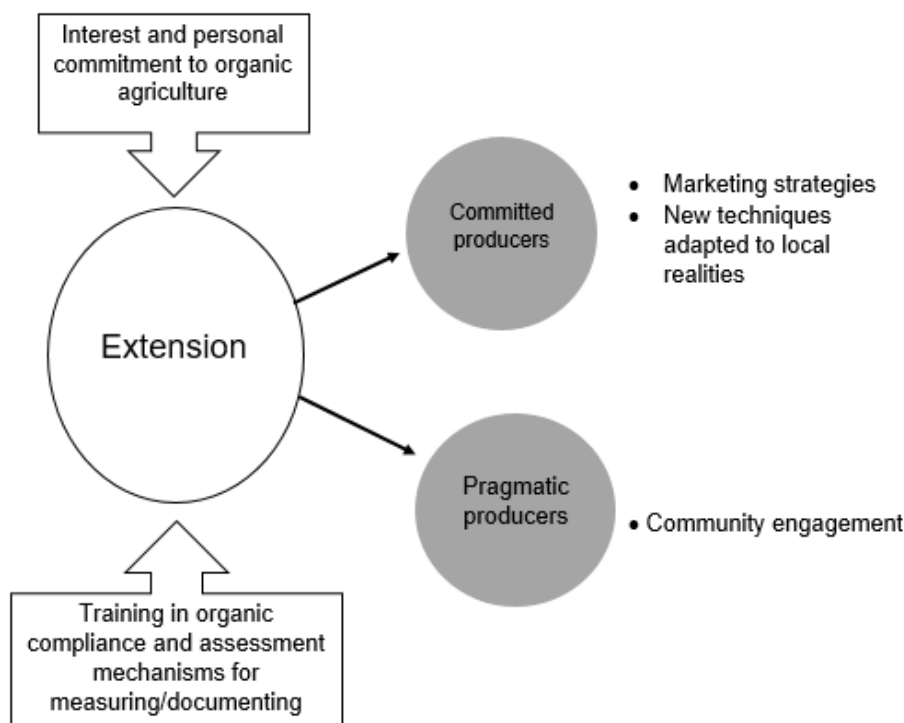 Interest and personal
commitment to organic
agriculture
Extension
Training in organic
compliance and assessment
mechanisms for
measuring/documenting
Committed
producers
• Marketing strategies
• New techniques
adapted to local
realities
Pragmatic
producers
• Community engagement